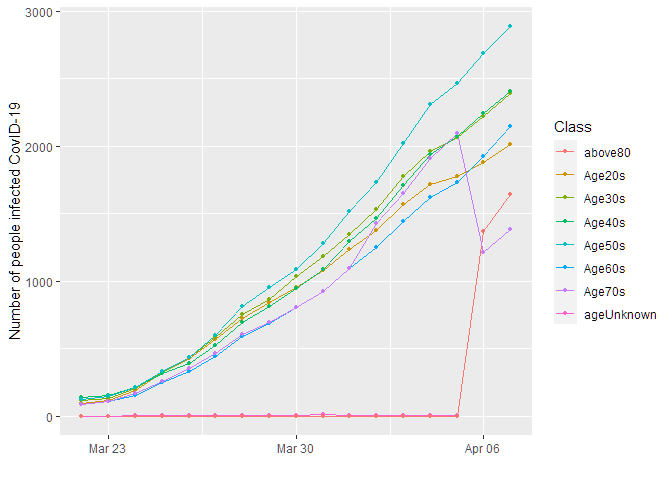 3000
2000
1000
0
Number of people infected CovID-19
Mar 23
Mar 30
Apr 06
Class
above80
Age20s
Age30s
Age40s
Age50s
Age60s
Age70s
ageUnknown